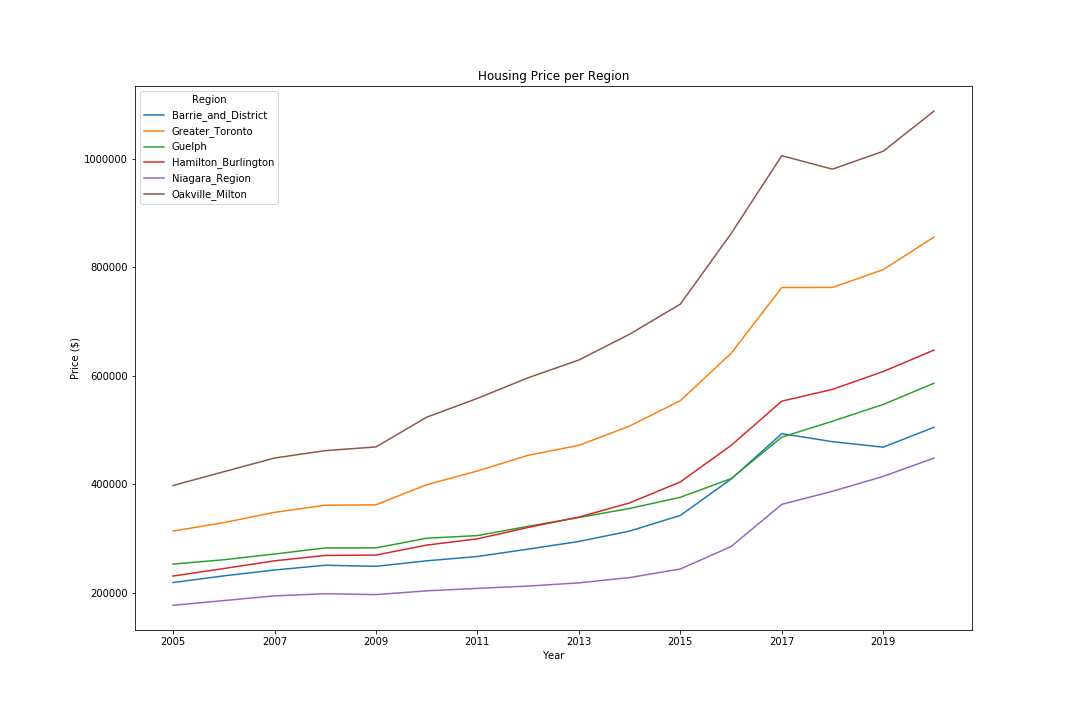 Housing Price per Region
Region
Barrie_and_District
Greater_Toronto
Guelph
Hamilton_Burlington
Niagara_Region
Oakville_Milton
1000000
800000
600000
400000
200000
Price ($)
2005 2007 2009 2011 2013 2015 2017 2019
Year